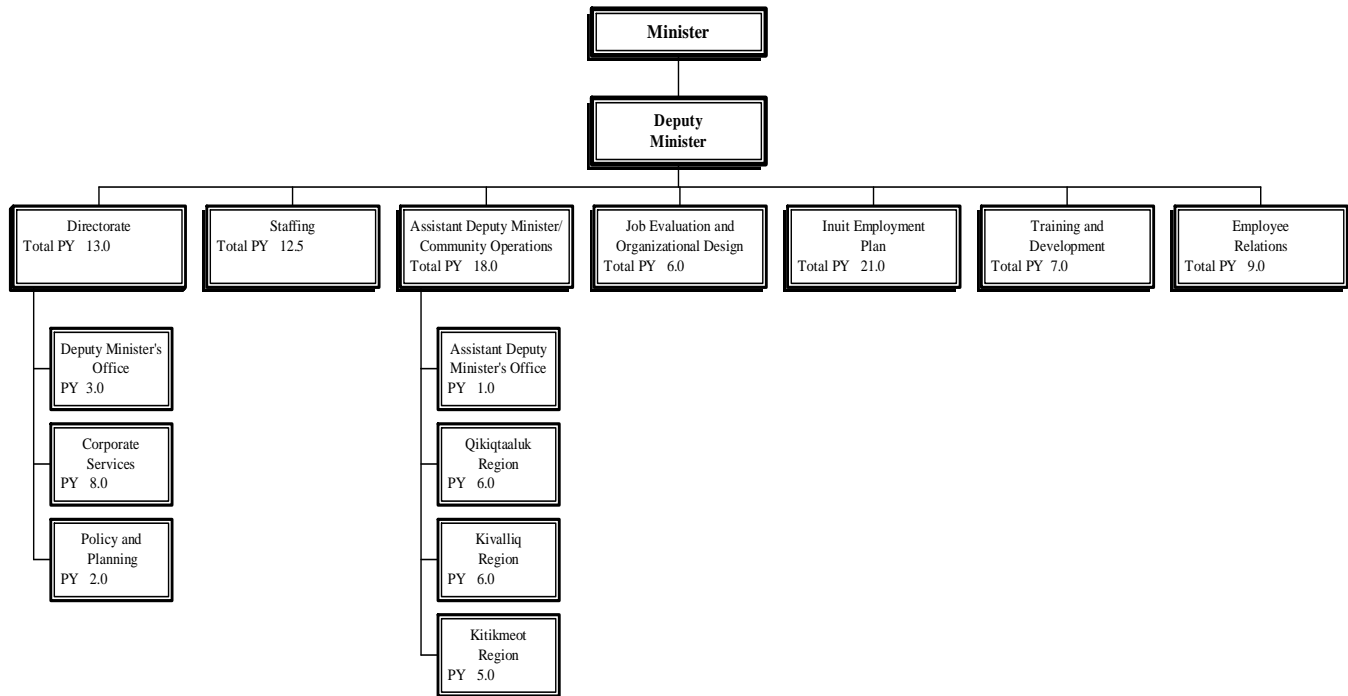 Minister
Deputy
Minister
Directorate
Total PY 13.0
Staffing
Total PY 12.5
Assistant Deputy Minister/
Community Operations
Total PY 18.0
Job Evaluation and
Organizational Design
Total PY 6.0
Inuit Employment
Plan
Total PY 21.0
Training and
Development
Total PY 7.0
Employee
Relations
Total PY 9.0
Deputy Minister's
Office
PY 3.0
Corporate
Services
PY 8.0
Policy and
Planning
PY 2.0
Assistant Deputy
Minister's Office
PY 1.0
Qikiqtaaluk
Region
PY 6.0
Kivalliq
Region
PY 6.0
Kitikmeot
Region
PY 5.0